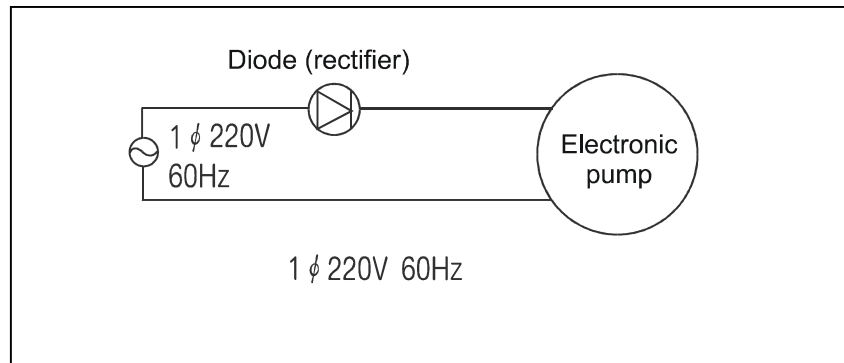 Diode (rectifier)
1 ϕ 220V
60Hz
Electronic
pump
1 ϕ 220V 60Hz